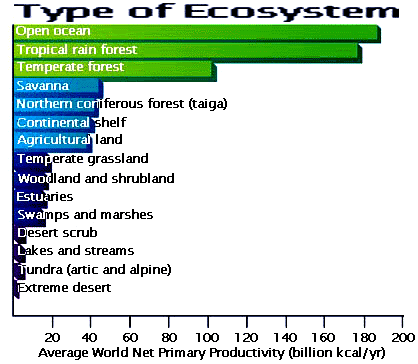 Type of Ecosystem
Open ocean
Tropical rain forest
Temperate forest
Savanna
Northern coniferous forest (taiga)
Continental shelf
Agricultural land
Temperate grassland
Woodland and shrubland
Estuaries
Swamps and marshes
Desert scrub
Lakes and streams
Tundra (artic and alpine)
Extreme desert
20 40 60 80 100 120 140 160 180 200
Average World Net Primary Productivity (billion kcal/yr)